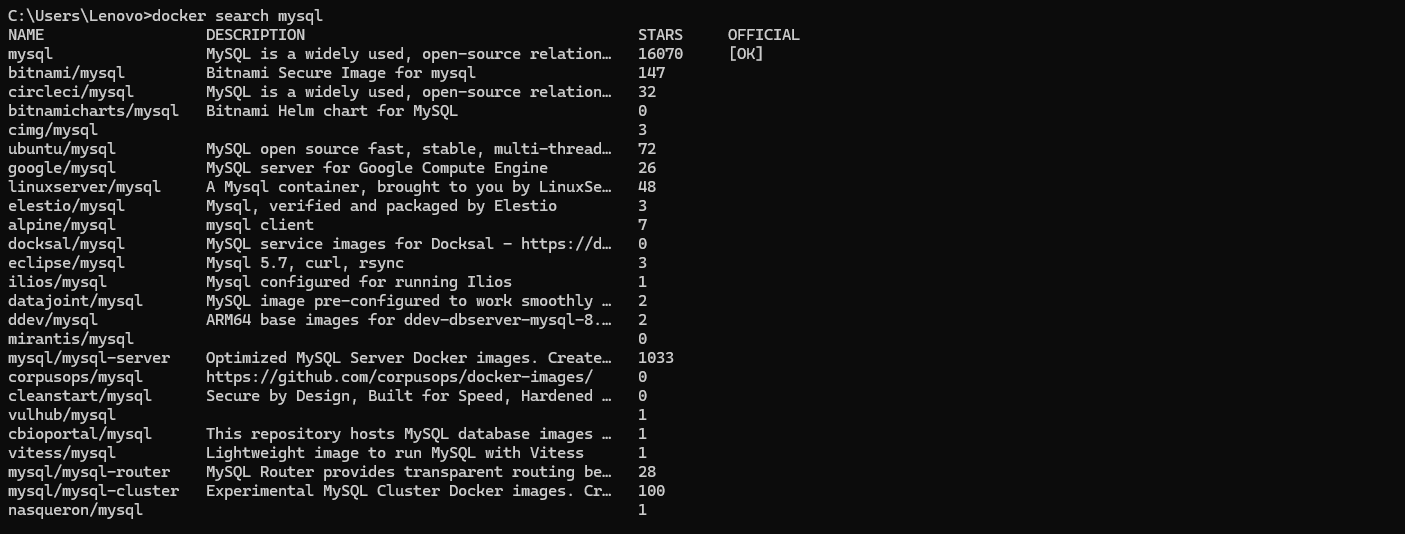 C:\Users\Lenovo>docker search mysql
NAME                  DESCRIPTION                                     STARS     OFFICIAL
mysql                 MySQL is a widely used, open-source relation…   16070     [OK]
bitnami/mysql         Bitnami Secure Image for mysql                  147
circleci/mysql        MySQL is a widely used, open-source relation…   32
bitnamicharts/mysql   Bitnami Helm chart for MySQL                    0
cimg/mysql                                                            3
ubuntu/mysql          MySQL open source fast, stable, multi-thread…   72
google/mysql          MySQL server for Google Compute Engine          26
linuxserver/mysql     A Mysql container, brought to you by LinuxSe…   48
elestio/mysql         Mysql, verified and packaged by Elestio         3
alpine/mysql          mysql client                                    7
docksal/mysql         MySQL service images for Docksal - https://d…   0
eclipse/mysql         Mysql 5.7, curl, rsync                          3
ilios/mysql           Mysql configured for running Ilios              1
datajoint/mysql       MySQL image pre-configured to work smoothly …   2
ddev/mysql            ARM64 base images for ddev-dbserver-mysql-8.…   2
mirantis/mysql                                                        0
mysql/mysql-server    Optimized MySQL Server Docker images. Create…   1033
corpusops/mysql       https://github.com/corpusops/docker-images/     0
cleanstart/mysql      Secure by Design, Built for Speed, Hardened …   0
vulhub/mysql                                                          1
cbioportal/mysql      This repository hosts MySQL database images …   1
vitess/mysql          Lightweight image to run MySQL with Vitess      1
mysql/mysql-router    MySQL Router provides transparent routing be…   28
mysql/mysql-cluster   Experimental MySQL Cluster Docker images. Cr…   100
nasqueron/mysql                                                       1